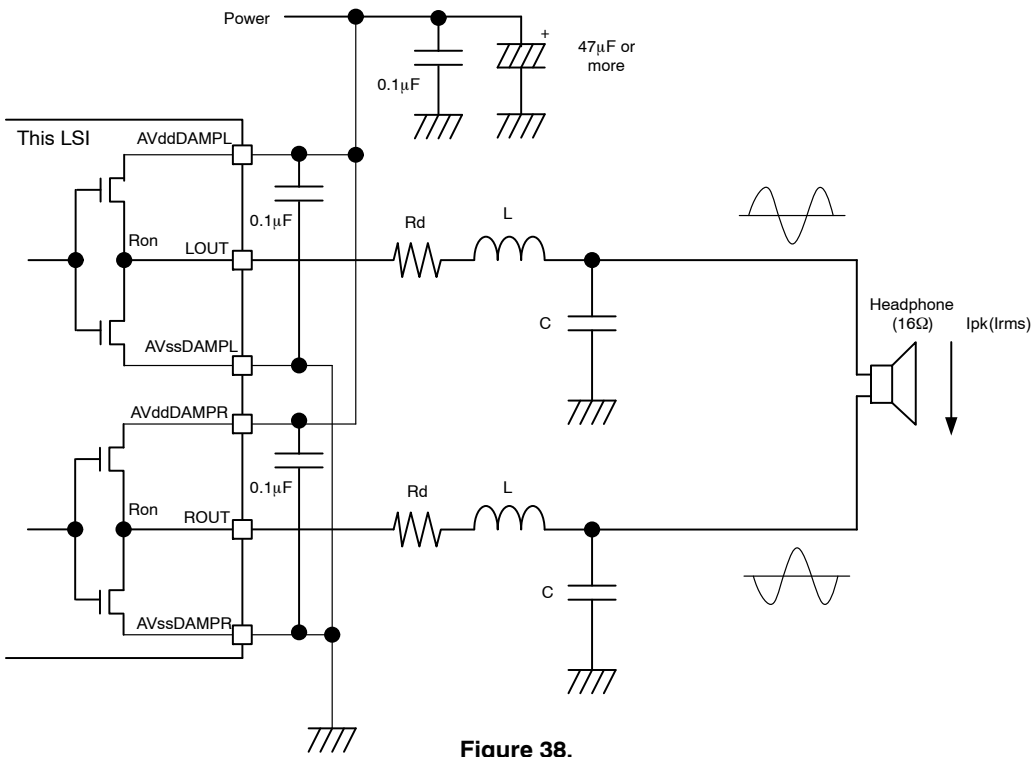 Power
+
47μF or
more
0.1μF
This LSI
AVddDAMPL
0.1μF
Ron
LOUT
Rd
L
C
AVssDAMPL
Headphone
(16Ω)
Ipk(Irms)
AVddDAMPR
0.1μF
Ron
ROUT
Rd
L
C
AVssDAMPR
Figure 38.